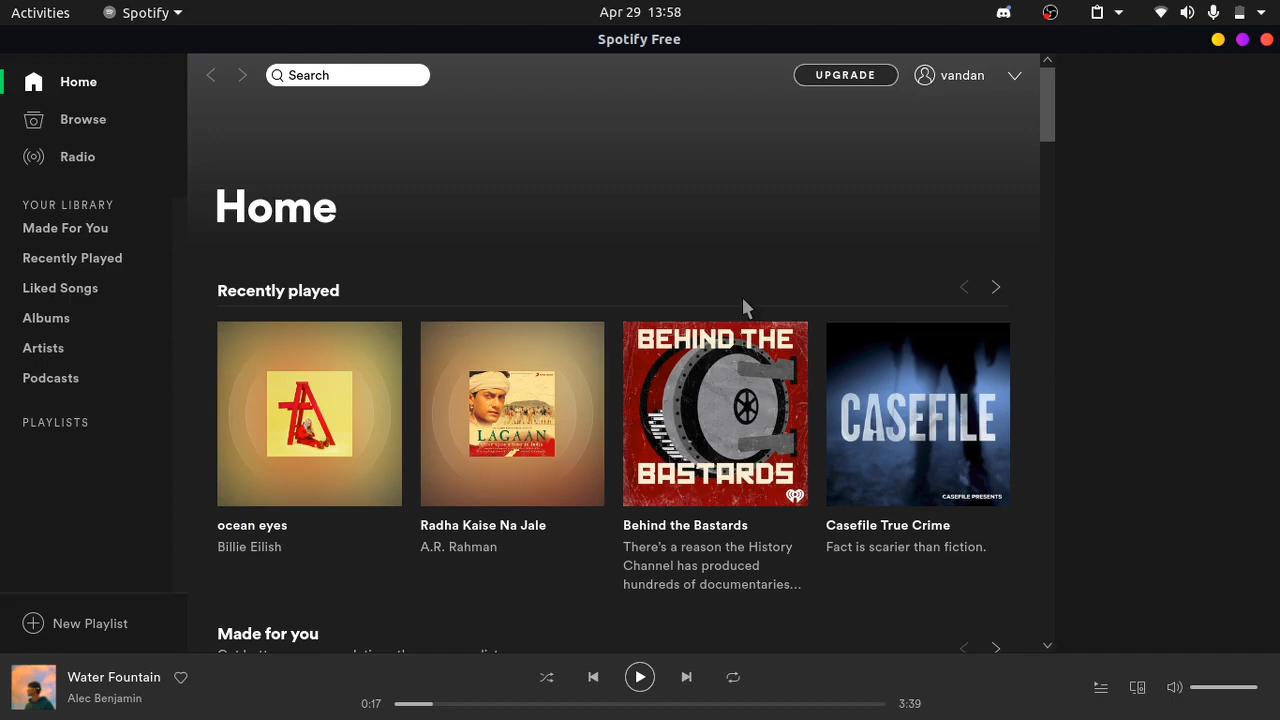 Activities
Spotify
Apr 29 13:58
Spotify Free
Home
Browse
Radio
YOUR LIBRARY
Made For You
Recently Played
Liked Songs
Albums
Artists
Podcasts
PLAYLISTS
New Playlist
Search
UPGRADE
vandan
Home
Recently played
LAGAAN
BEHIND THE
BASTARDS
CASEFILE
CASEFILE PRESENTS
ocean eyes
Billie Eilish
Radha Kaise Na Jale
A.R. Rahman
Behind the Bastards
There's a reason the History
Channel has produced
hundreds of documentaries...
Casefile True Crime
Fact is scarier than fiction.
Made for you
Water Fountain
Alec Benjamin
0:17
3:39